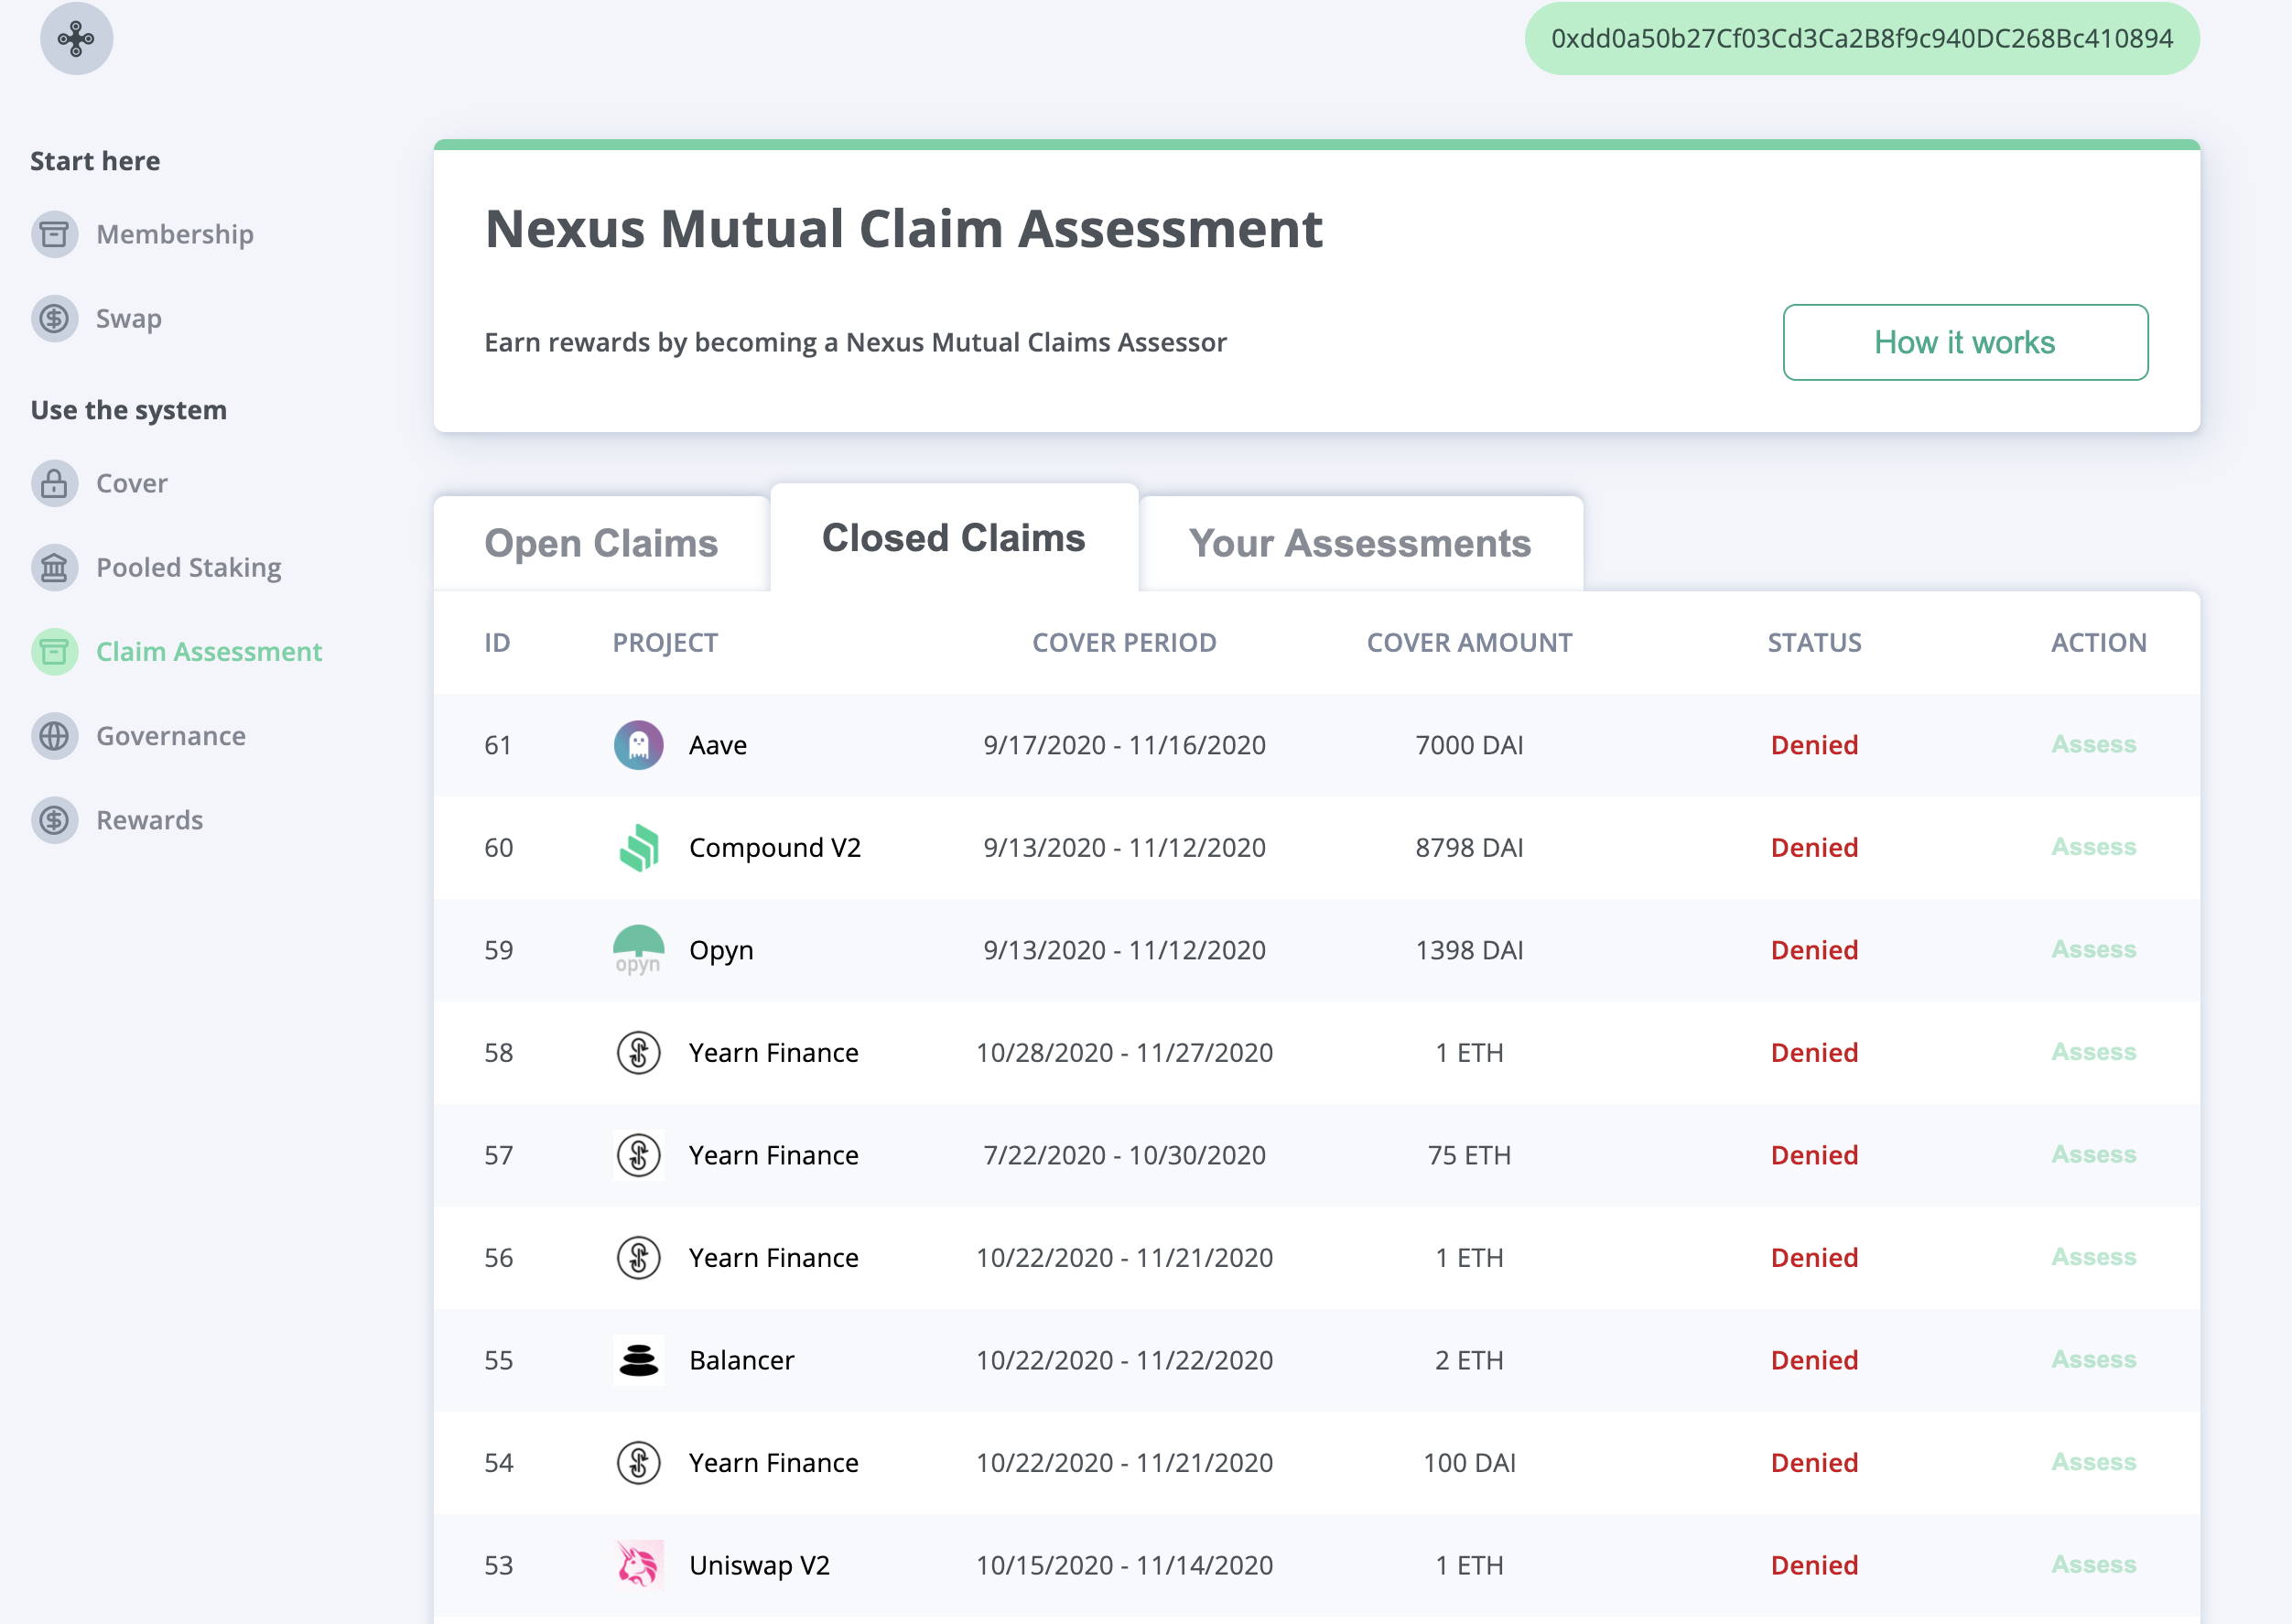 0xdd0a50b27Cf03Cd3Ca2B8f9c940DC268Bc410894
Start here
Membership
Swap
Use the system
Cover
Pooled Staking
Claim Assessment
Governance
Rewards
Nexus Mutual Claim Assessment
Earn rewards by becoming a Nexus Mutual Claims Assessor
How it works
Open Claims Closed Claims Your Assessments
ID PROJECT COVER PERIOD COVER AMOUNT STATUS ACTION
61 Aave 9/17/2020 - 11/16/2020 7000 DAI Denied Assess
60 Compound V2 9/13/2020 - 11/12/2020 8798 DAI Denied Assess
59 opyn Opyn 9/13/2020 - 11/12/2020 1398 DAI Denied Assess
58 Yearn Finance 10/28/2020 - 11/27/2020 1 ETH Denied Assess
57 Yearn Finance 7/22/2020 - 10/30/2020 75 ETH Denied Assess
56 Yearn Finance 10/22/2020 - 11/21/2020 1 ETH Denied Assess
55 Balancer 10/22/2020 - 11/22/2020 2 ETH Denied Assess
54 Yearn Finance 10/22/2020 - 11/21/2020 100 DAI Denied Assess
53 Uniswap V2 10/15/2020 - 11/14/2020 1 ETH Denied Assess